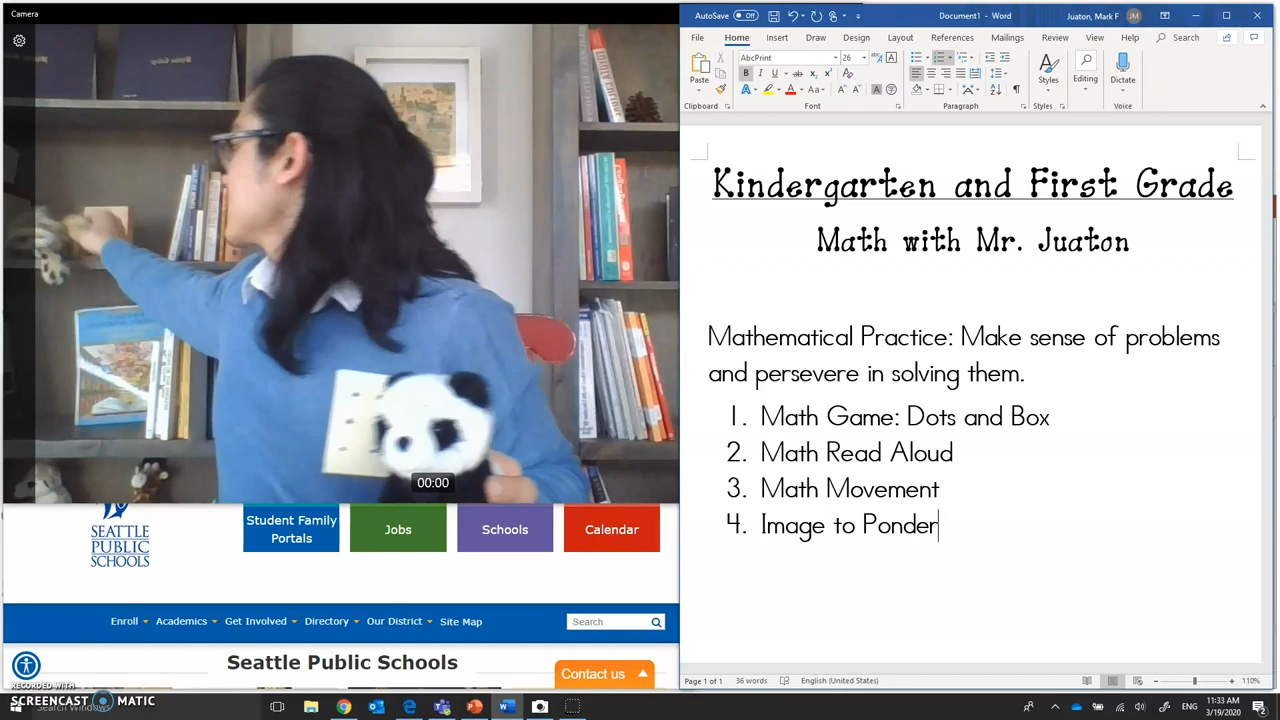 Camera
AutoSave Off Document1 - Word Juaton, Mark F JM
File Home Insert Draw Design Layout References Mailings Review View Help Search
AbcPrint 26
Paste Styles Editing Dictate
Clipboard Font Paragraph Styles Voice
Kindergarten and First Grade
Math with Mr. Juaton
Mathematical Practice: Make sense of problems
and persevere in solving them.
1. Math Game: Dots and Box
2. Math Read Aloud
3. Math Movement
4. Image to Ponder
00:00
SEATTLE
PUBLIC
SCHOOLS
Student Family
Portals
Jobs
Schools
Calendar
Enroll Academics Get Involved Directory Our District Site Map Search
Seattle Public Schools
Contact us
Page 1 of 1 36 words English (United States) 110%
RECORDED WITH
SCREENCAST MATIC
Search Windows
ENG
11:33 AM
3/19/2020